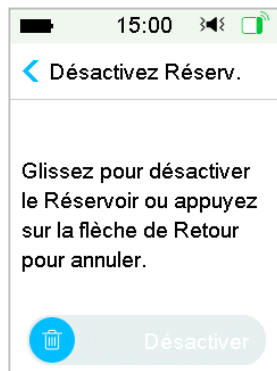 15:00
Désactivez Réserv.
Glissez pour désactiver
le Réservoir ou appuyez
sur la flèche de Retour
pour annuler.
Désactiver